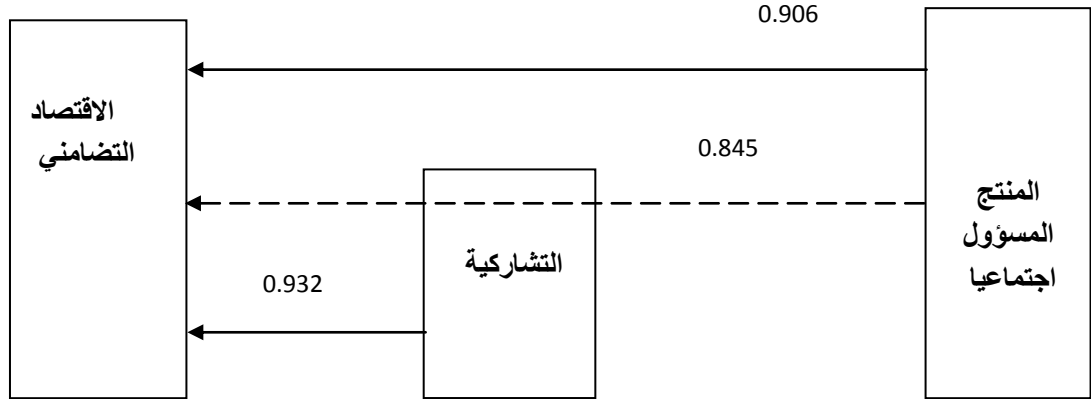 0.906
المنتج
المسؤول
اجتماعيا
0.845
التشاركية
0.932
الاقتصاد
التضامني